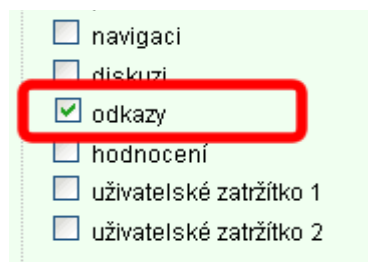 navigaci
diskuzi
odkazy
hodnocení
uživatelské zatržítko 1
uživatelské zatržítko 2